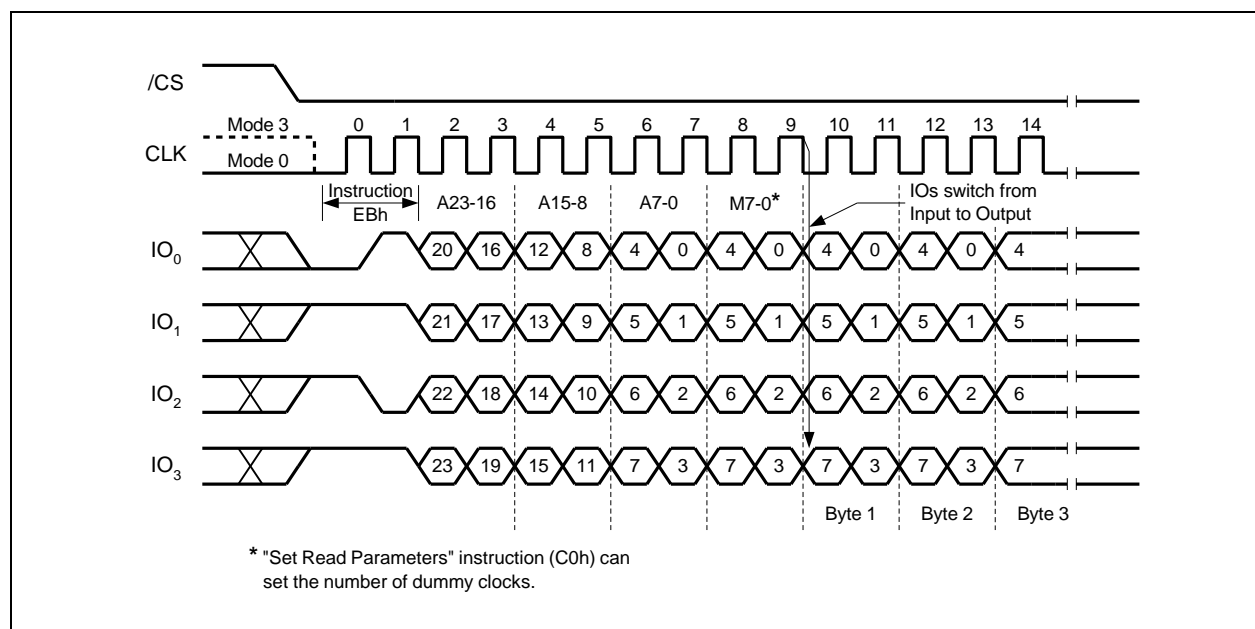 /CS
Mode 3 0 1 2 3 4 5 6 7 8 9 10 11 12 13 14
CLK
Mode 0
Instruction
EBh
A23-16 A15-8 A7-0 M7-0*
IOs switch from
Input to Output
IO0 20 16 12 8 4 0 4 0 4 0 4 0 4
IO1 21 17 13 9 5 1 5 1 5 1 5 1 5
IO2 22 18 14 10 6 2 6 2 6 2 6 2 6
IO3 23 19 15 11 7 3 7 3 7 3 7 3 7
Byte 1 Byte 2 Byte 3
* "Set Read Parameters" instruction (C0h) can
set the number of dummy clocks.